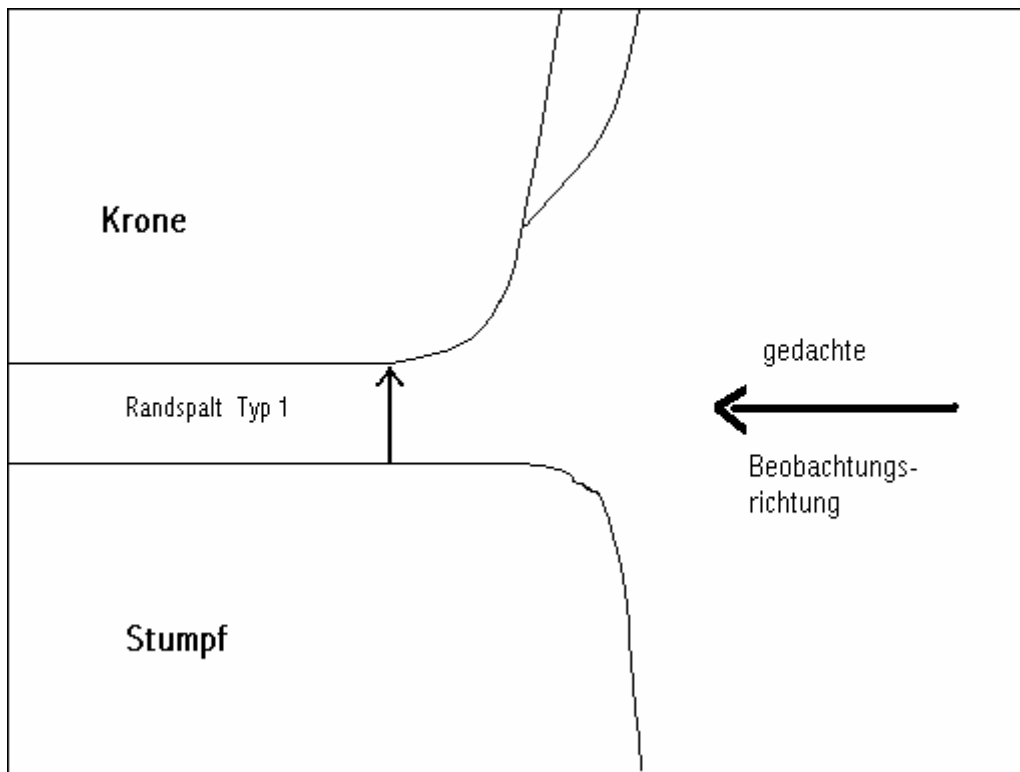 Krone
gedachte
Randspalt Typ 1
Beobachtungs-
richtung
Stumpf